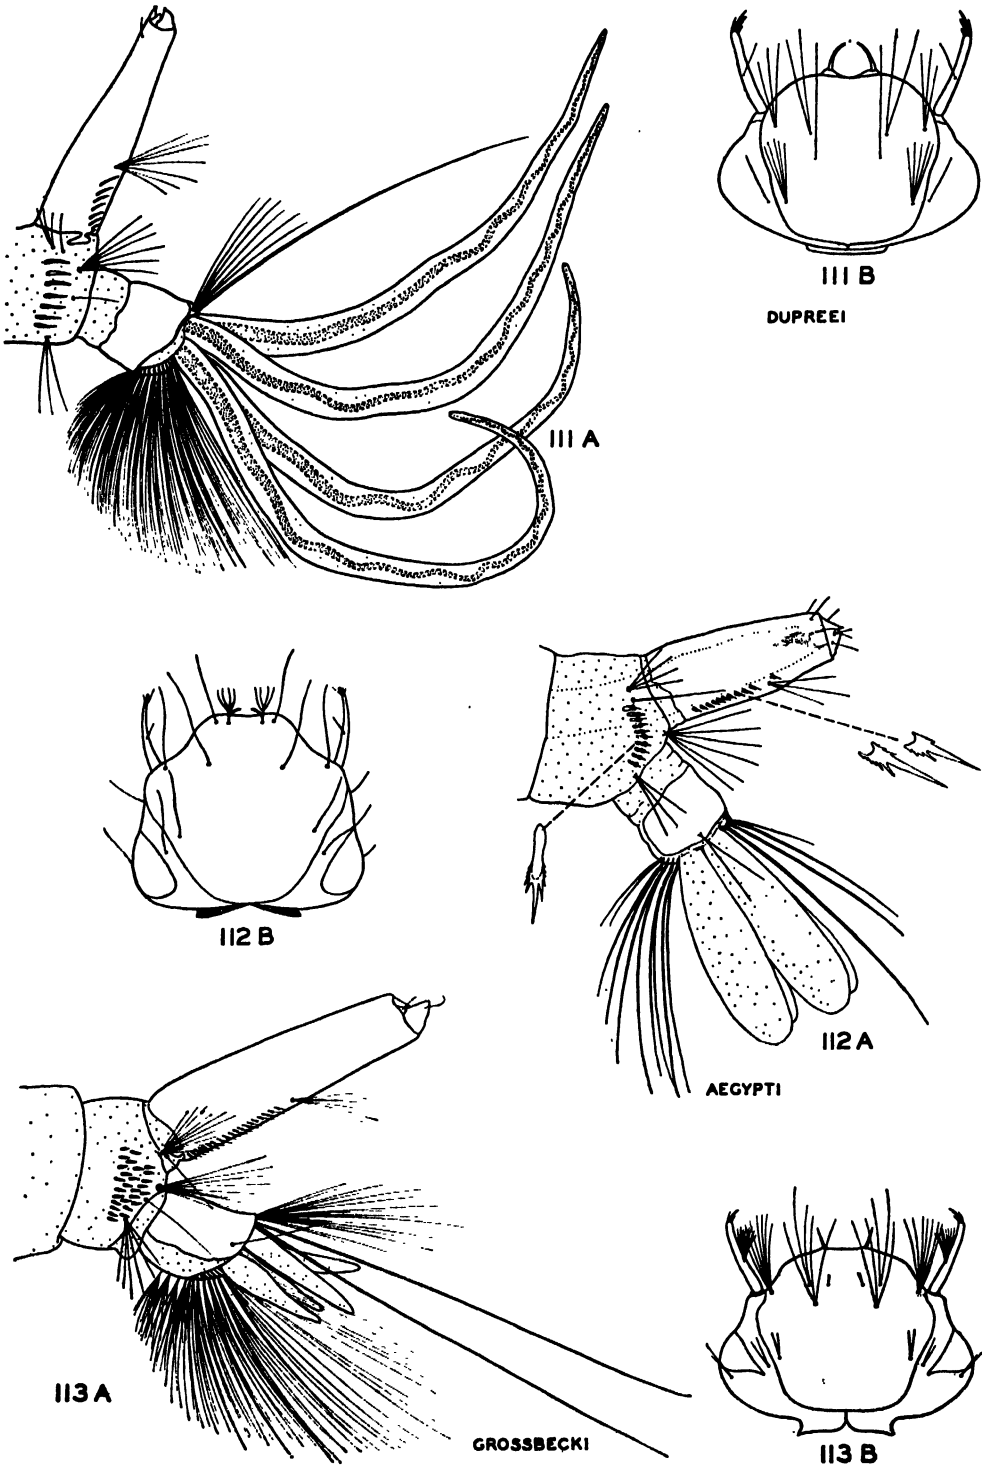 111 B
DUPREEI
111 A
112 B
112 A
AEGYPTI
113 A
GROSSBECKI
113 B